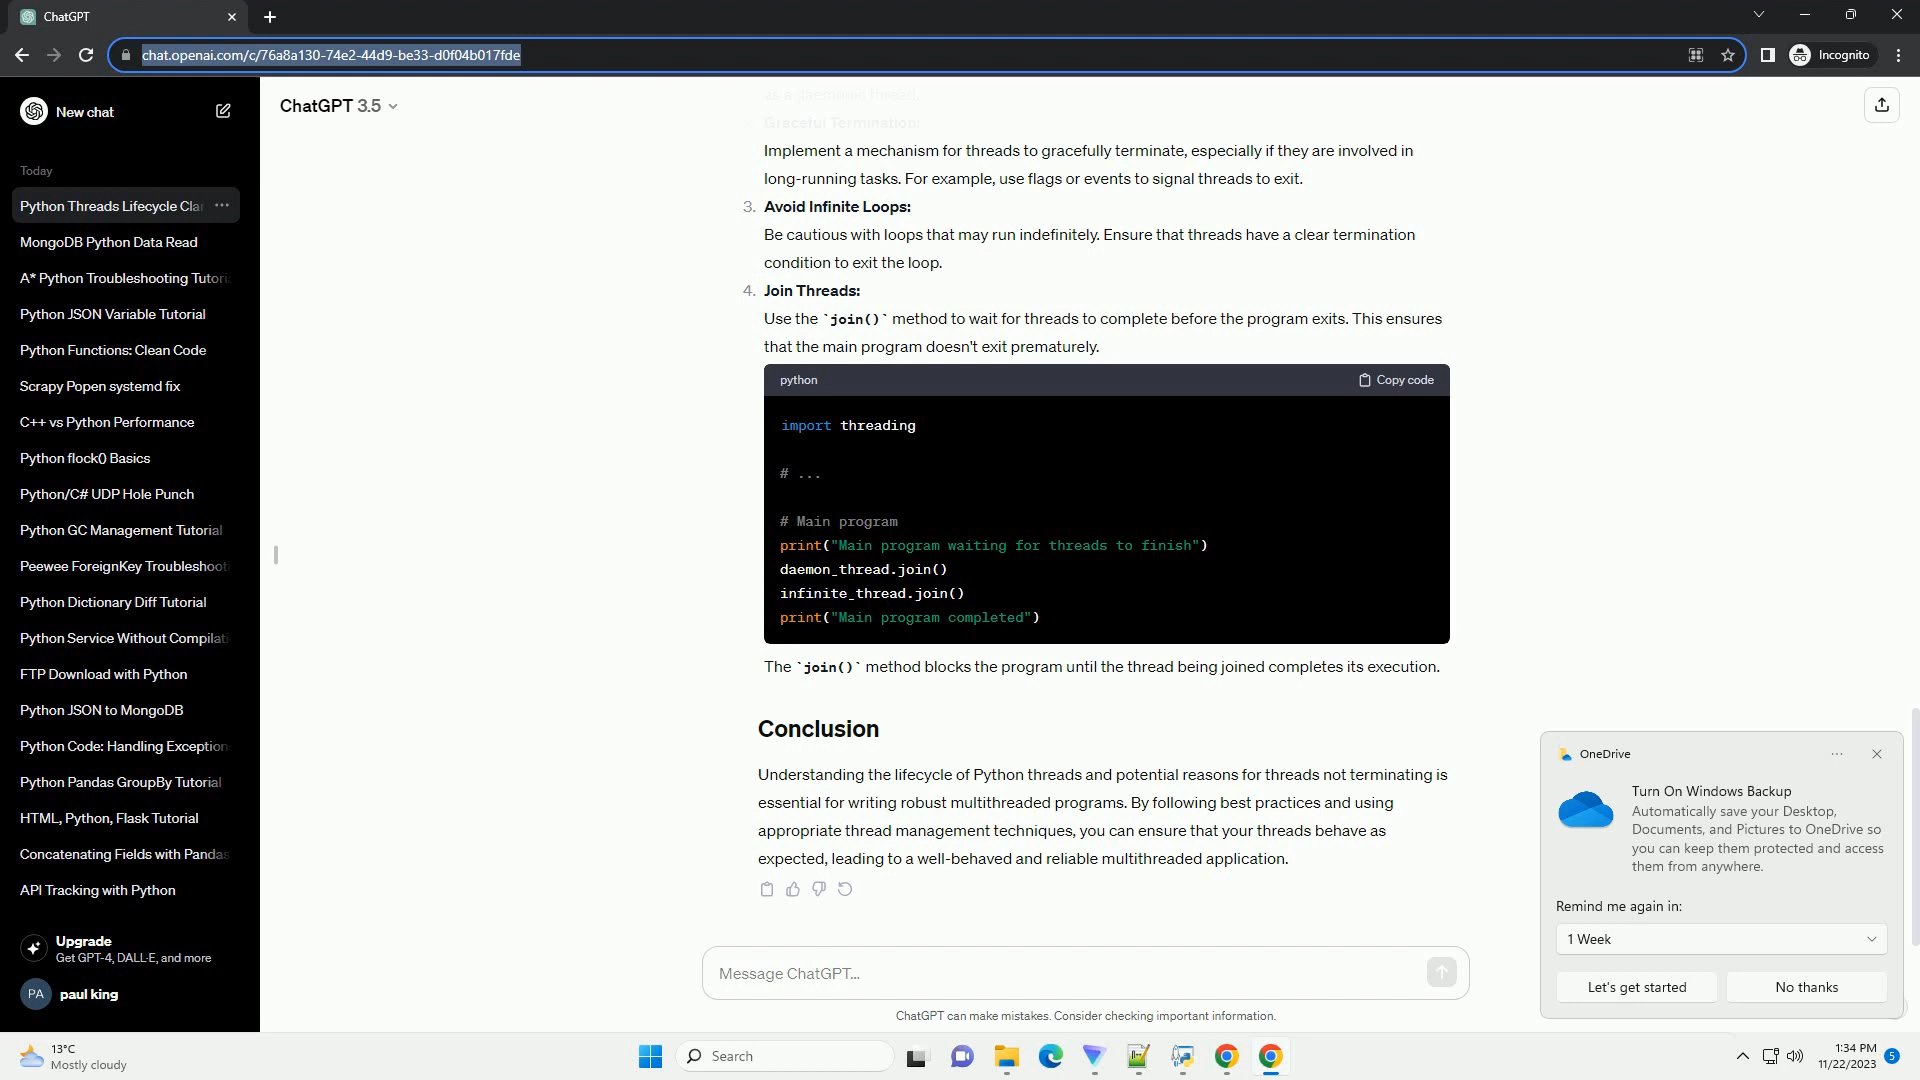 ChatGPT
chat.openai.com/c/76a8a130-74e2-44d9-be33-d0f04b017fde
Incognito
New chat
Today
Python Threads Lifecycle Cla
MongoDB Python Data Read
A* Python Troubleshooting Tutori
Python JSON Variable Tutorial
Python Functions: Clean Code
Scrapy Popen systemd fix
C++ vs Python Performance
Python flock() Basics
Python/C# UDP Hole Punch
Python GC Management Tutorial
Peewee ForeignKey Troubleshoot
Python Dictionary Diff Tutorial
Python Service Without Compilati
FTP Download with Python
Python JSON to MongoDB
Python Code: Handling Exception
Python Pandas GroupBy Tutorial
HTML, Python, Flask Tutorial
Concatenating Fields with Pandas
API Tracking with Python
Upgrade
Get GPT-4, DALL·E, and more
PA paul king
ChatGPT 3.5
as a daemonic thread.
Graceful Termination:
Implement a mechanism for threads to gracefully terminate, especially if they are involved in
long-running tasks. For example, use flags or events to signal threads to exit.
3. Avoid Infinite Loops:
Be cautious with loops that may run indefinitely. Ensure that threads have a clear termination
condition to exit the loop.
4. Join Threads:
Use the `join()` method to wait for threads to complete before the program exits. This ensures
that the main program doesn't exit prematurely.
python Copy code
import threading
# ...
# Main program
print("Main program waiting for threads to finish")
daemon_thread.join()
infinite_thread.join()
print("Main program completed")
The `join()` method blocks the program until the thread being joined completes its execution.
Conclusion
Understanding the lifecycle of Python threads and potential reasons for threads not terminating is
essential for writing robust multithreaded programs. By following best practices and using
appropriate thread management techniques, you can ensure that your threads behave as
expected, leading to a well-behaved and reliable multithreaded application.
Message ChatGPT...
ChatGPT can make mistakes. Consider checking important information.
OneDrive
Turn On Windows Backup
Automatically save your Desktop,
Documents, and Pictures to OneDrive so
you can keep them protected and access
them from anywhere.
Remind me again in:
1 Week
Let's get started
No thanks
13°C
Mostly cloudy
Search
1:34 PM
11/22/2023
5